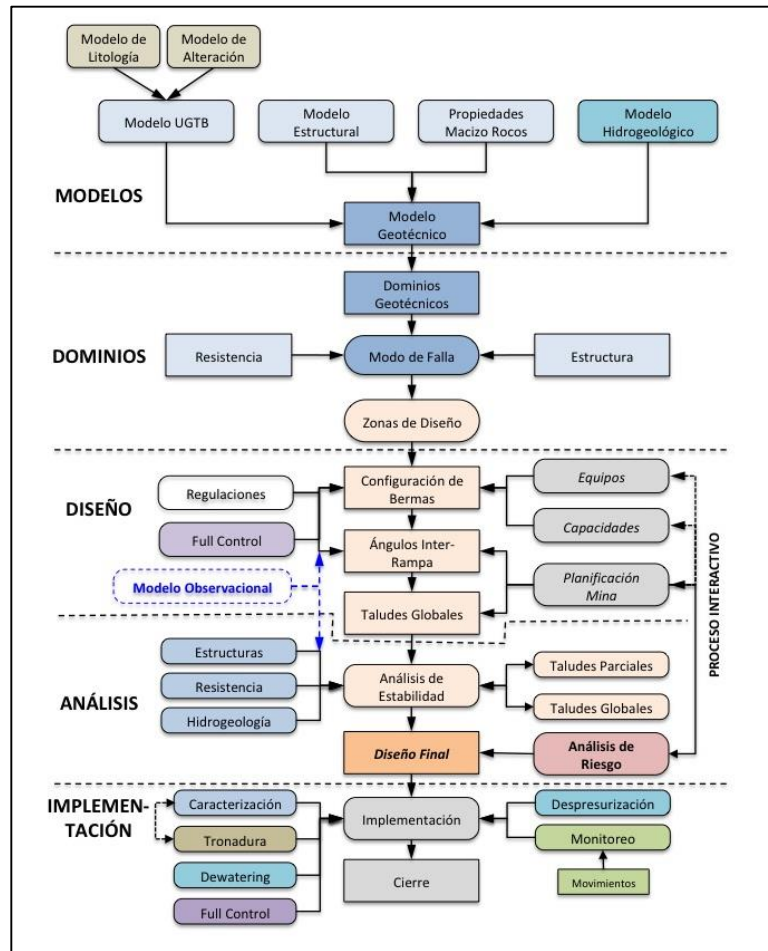 Modelo de
Litología
Modelo de
Alteración
Modelo UGTB
Modelo
Estructural
Propiedades
Macizo Rocos
Modelo
Hidrogeológico
MODELOS
Modelo
Geotécnico
Dominios
Geotécnicos
DOMINIOS
Resistencia
Modo de Falla
Estructura
Zonas de Diseño
DISEÑO
Regulaciones
Configuración de
Bermas
Equipos
Full Control
Capacidades
Ángulos Inter-
Rampa
Modelo Observacional
Planificación
Mina
Taludes Globales
PROCESO INTERACTIVO
ANÁLISIS
Estructuras
Resistencia
Hidrogeología
Análisis de
Estabilidad
Taludes Parciales
Taludes Globales
Diseño Final
Análisis de
Riesgo
IMPLEMEN-
TACIÓN
Caracterización
Tronadura
Dewatering
Full Control
Implementación
Despresurización
Monitoreo
Movimientos
Cierre